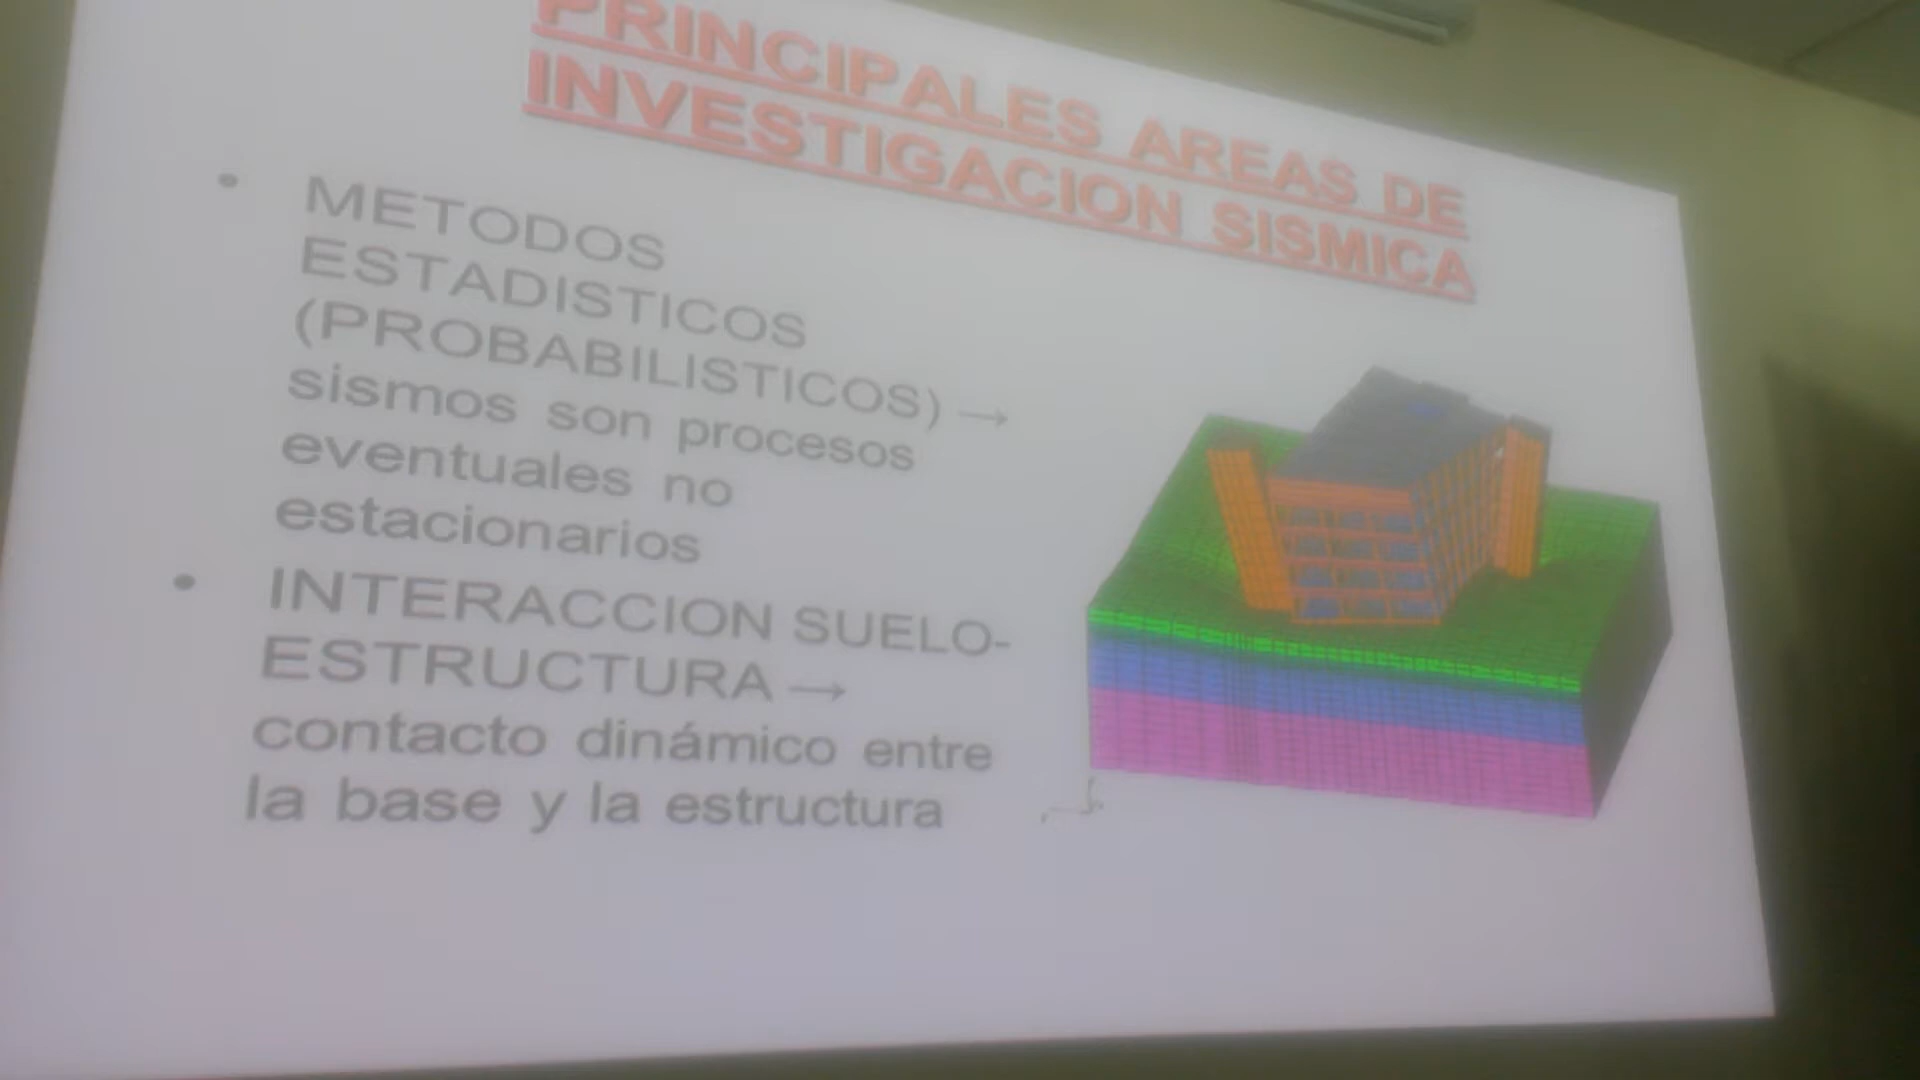 PRINCIPALES AREAS DE
INVESTIGACION SISMICA
• METODOS
ESTADISTICOS
(PROBABILISTICOS) →
sismos son procesos
eventuales no
estacionarios
• INTERACCION SUELO-
ESTRUCTURA →
contacto dinámico entre
la base y la estructura